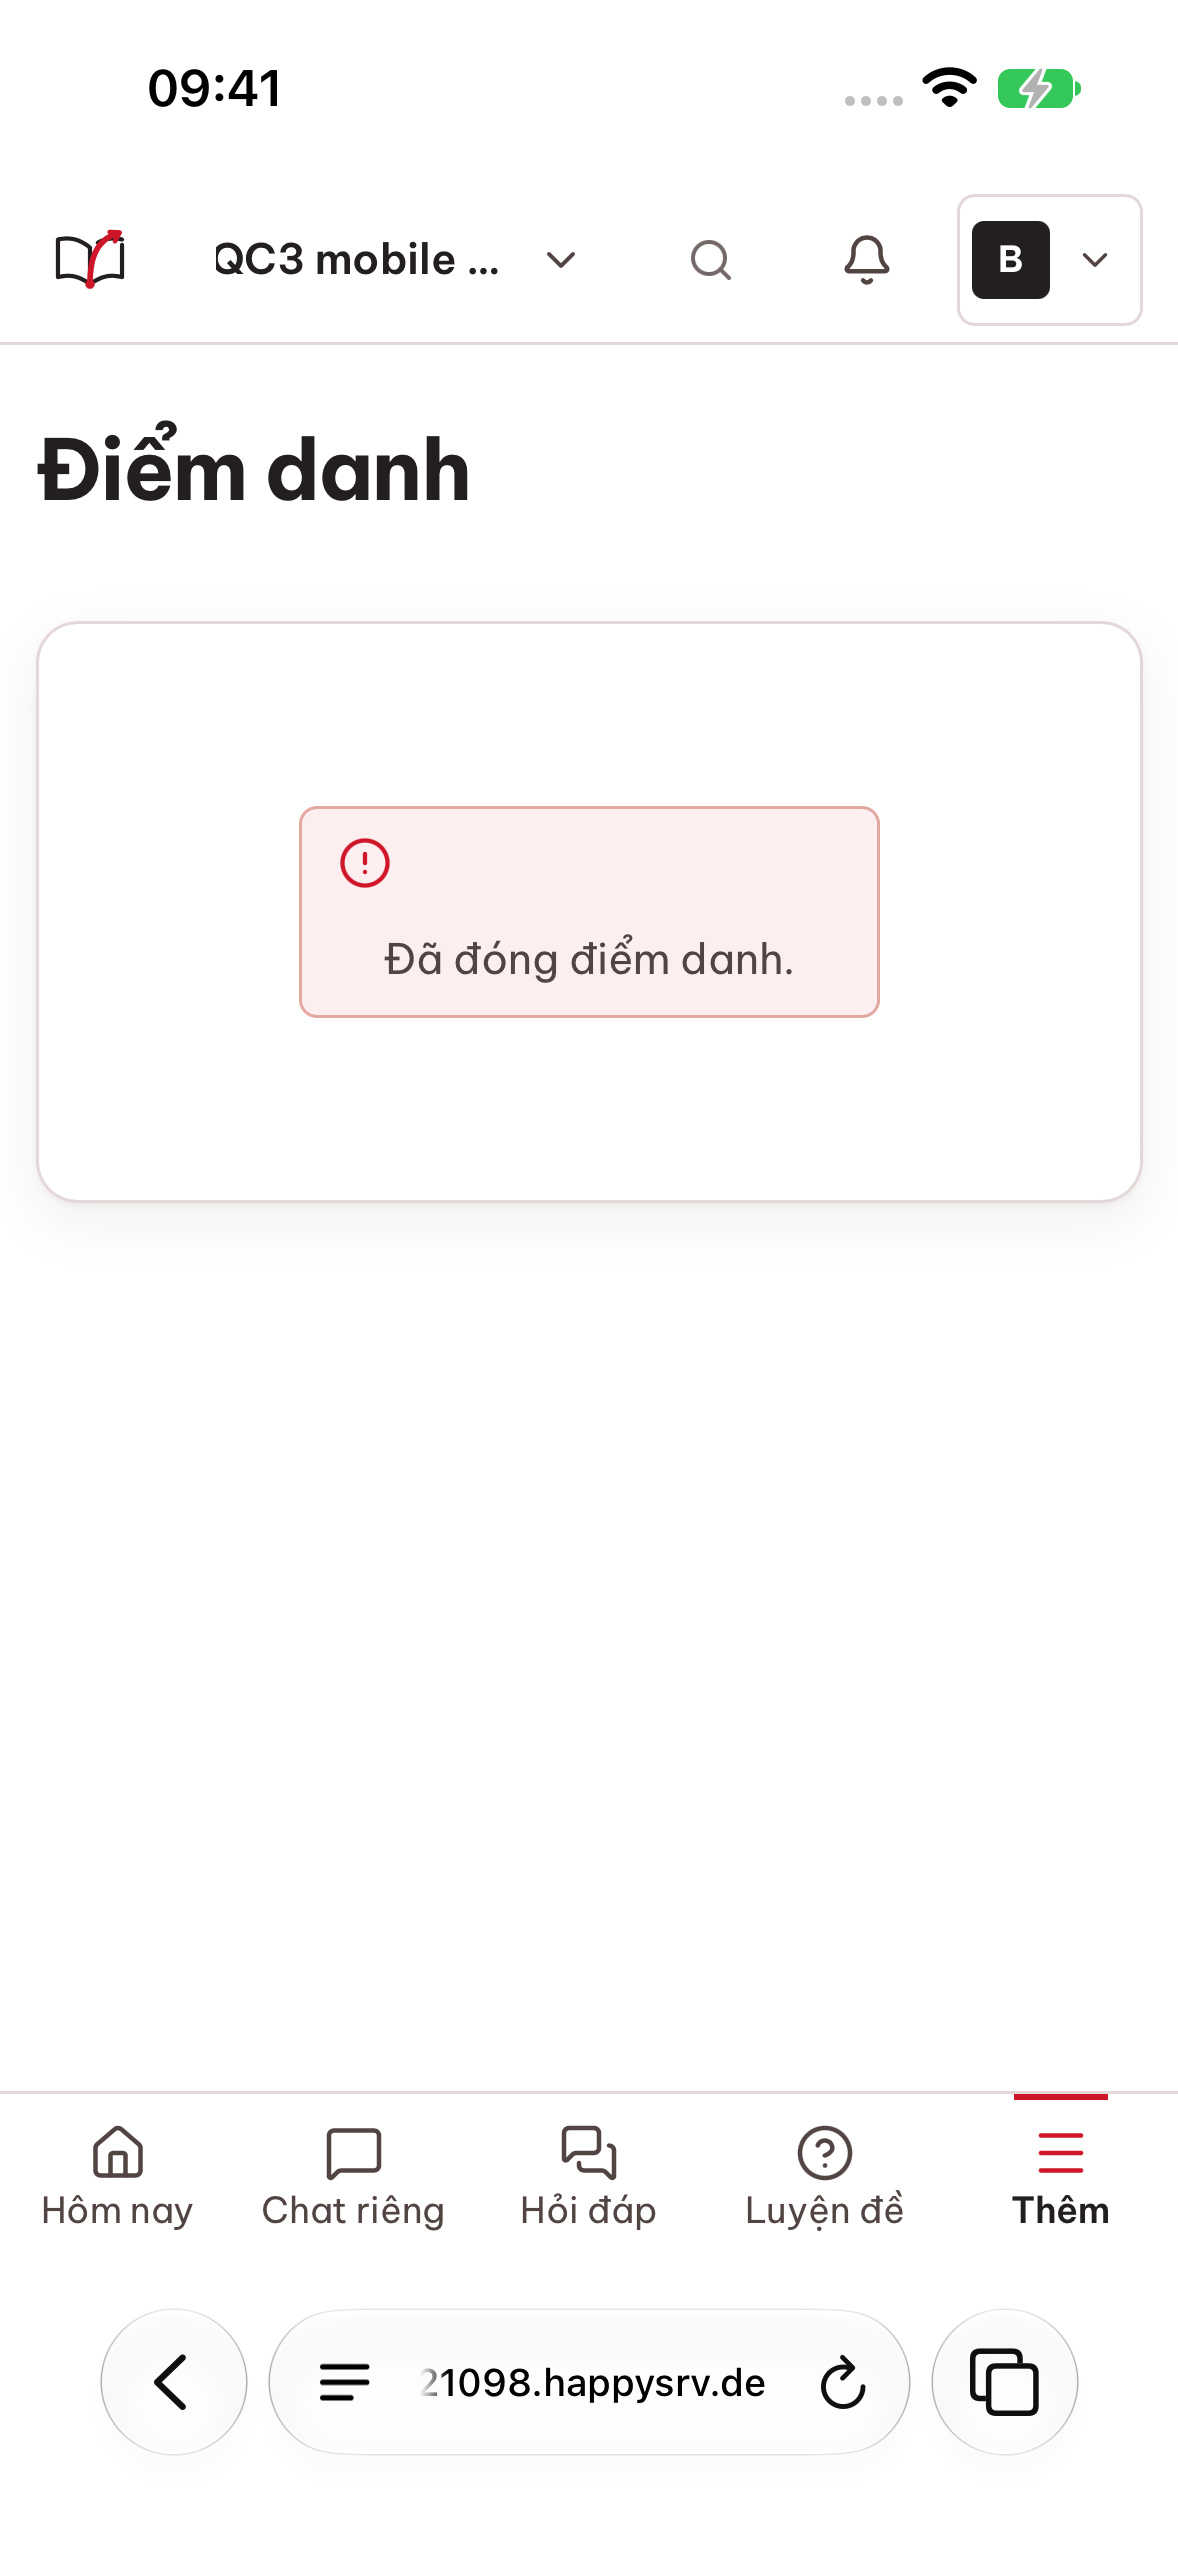 09:41
QC3 mobile ...
B
Điểm danh
Đã đóng điểm danh.
Hôm nay
Chat riêng
Hỏi đáp
Luyện đề
Thêm
21098.happysrv.de